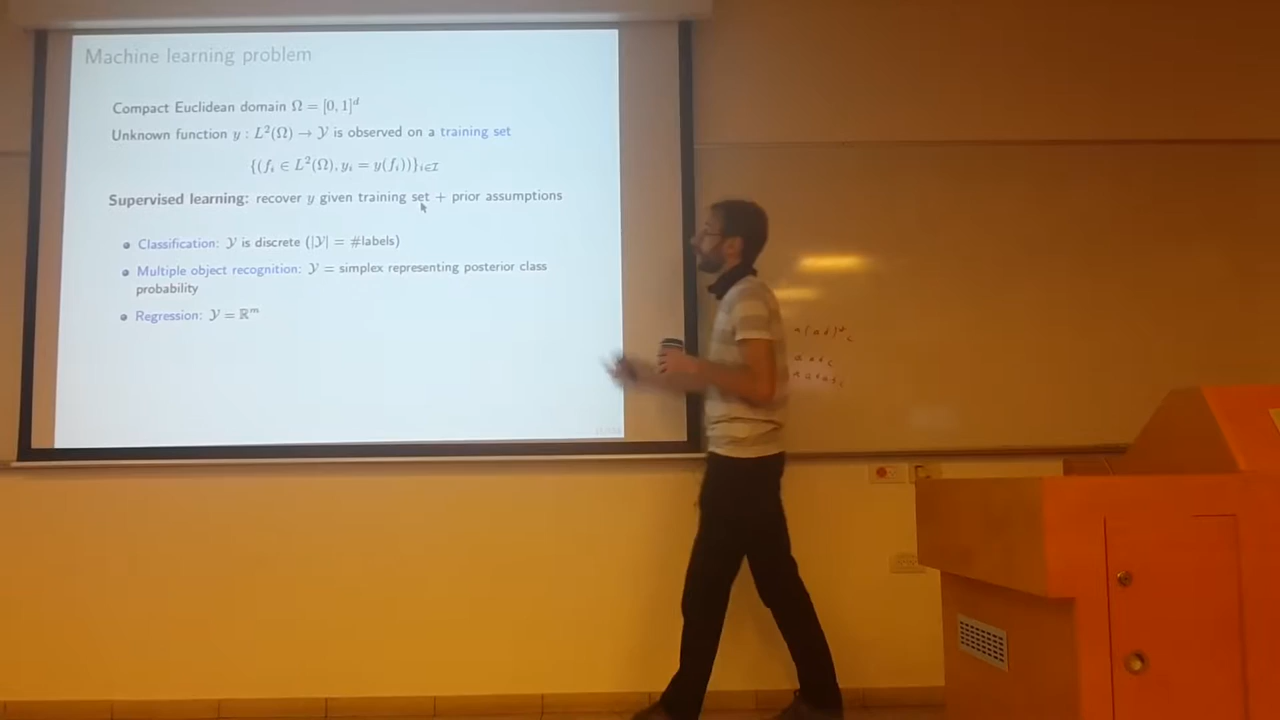 Machine learning problem
Compact Euclidean domain Ω = [0, 1]^d
Unknown function y : L²(Ω) → 𝒴 is observed on a training set
{(f_i ∈ L²(Ω), y_i = y(f_i))}_{i∈ℐ}
Supervised learning: recover y given training set + prior assumptions
• Classification: 𝒴 is discrete (|𝒴| = #labels)
• Multiple object recognition: 𝒴 = simplex representing posterior class
probability
• Regression: 𝒴 = ℝ^m